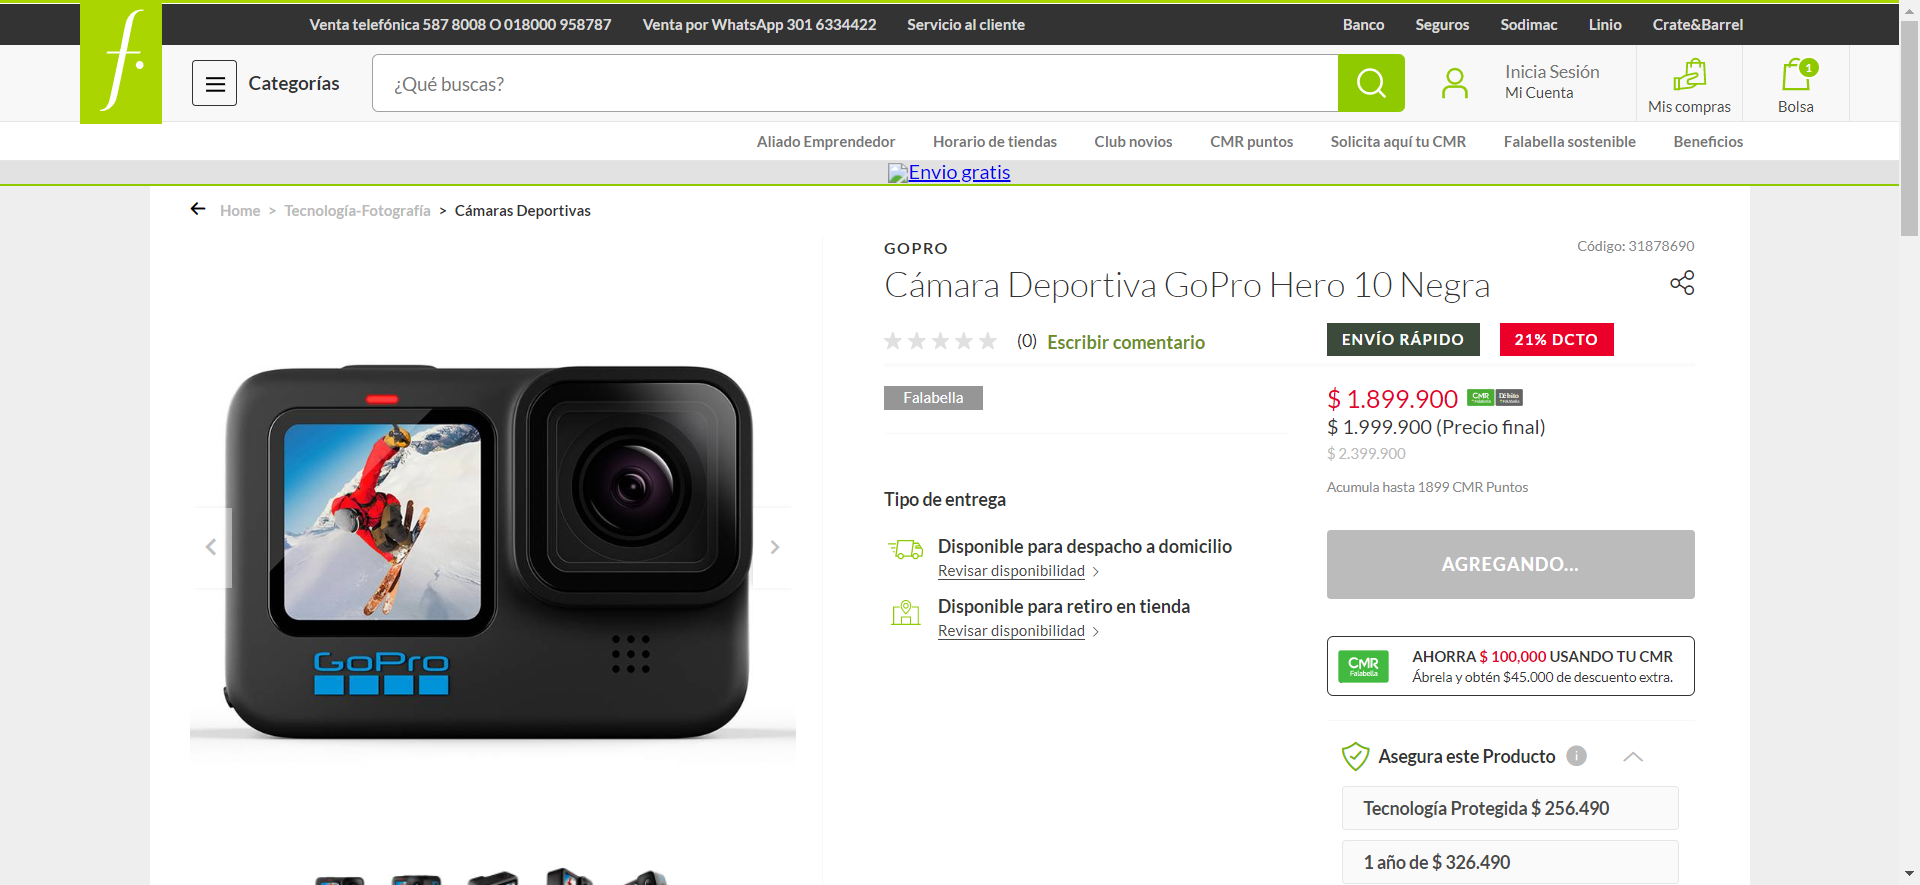 Venta telefónica 587 8008 O 018000 958787
Venta por WhatsApp 301 6334422
Servicio al cliente
Banco
Seguros
Sodimac
Linio
Crate&Barrel
f.
Categorías
¿Qué buscas?
Inicia Sesión
Mi Cuenta
Mis compras
1
Bolsa
Aliado Emprendedor
Horario de tiendas
Club novios
CMR puntos
Solicita aquí tu CMR
Falabella sostenible
Beneficios
Envio gratis
Home > Tecnología-Fotografía > Cámaras Deportivas
GOPRO
Código: 31878690
Cámara Deportiva GoPro Hero 10 Negra
(0) Escribir comentario
ENVÍO RÁPIDO
21% DCTO
Falabella
$ 1.899.900
CMR
Débito
$ 1.999.900 (Precio final)
$ 2.399.900
Acumula hasta 1899 CMR Puntos
Tipo de entrega
Disponible para despacho a domicilio
Revisar disponibilidad
Disponible para retiro en tienda
Revisar disponibilidad
AGREGANDO...
CMR
Falabella
AHORRA $ 100,000 USANDO TU CMR
Ábrela y obtén $45.000 de descuento extra.
Asegura este Producto
i
Tecnología Protegida $ 256.490
1 año de $ 326.490
GoPro